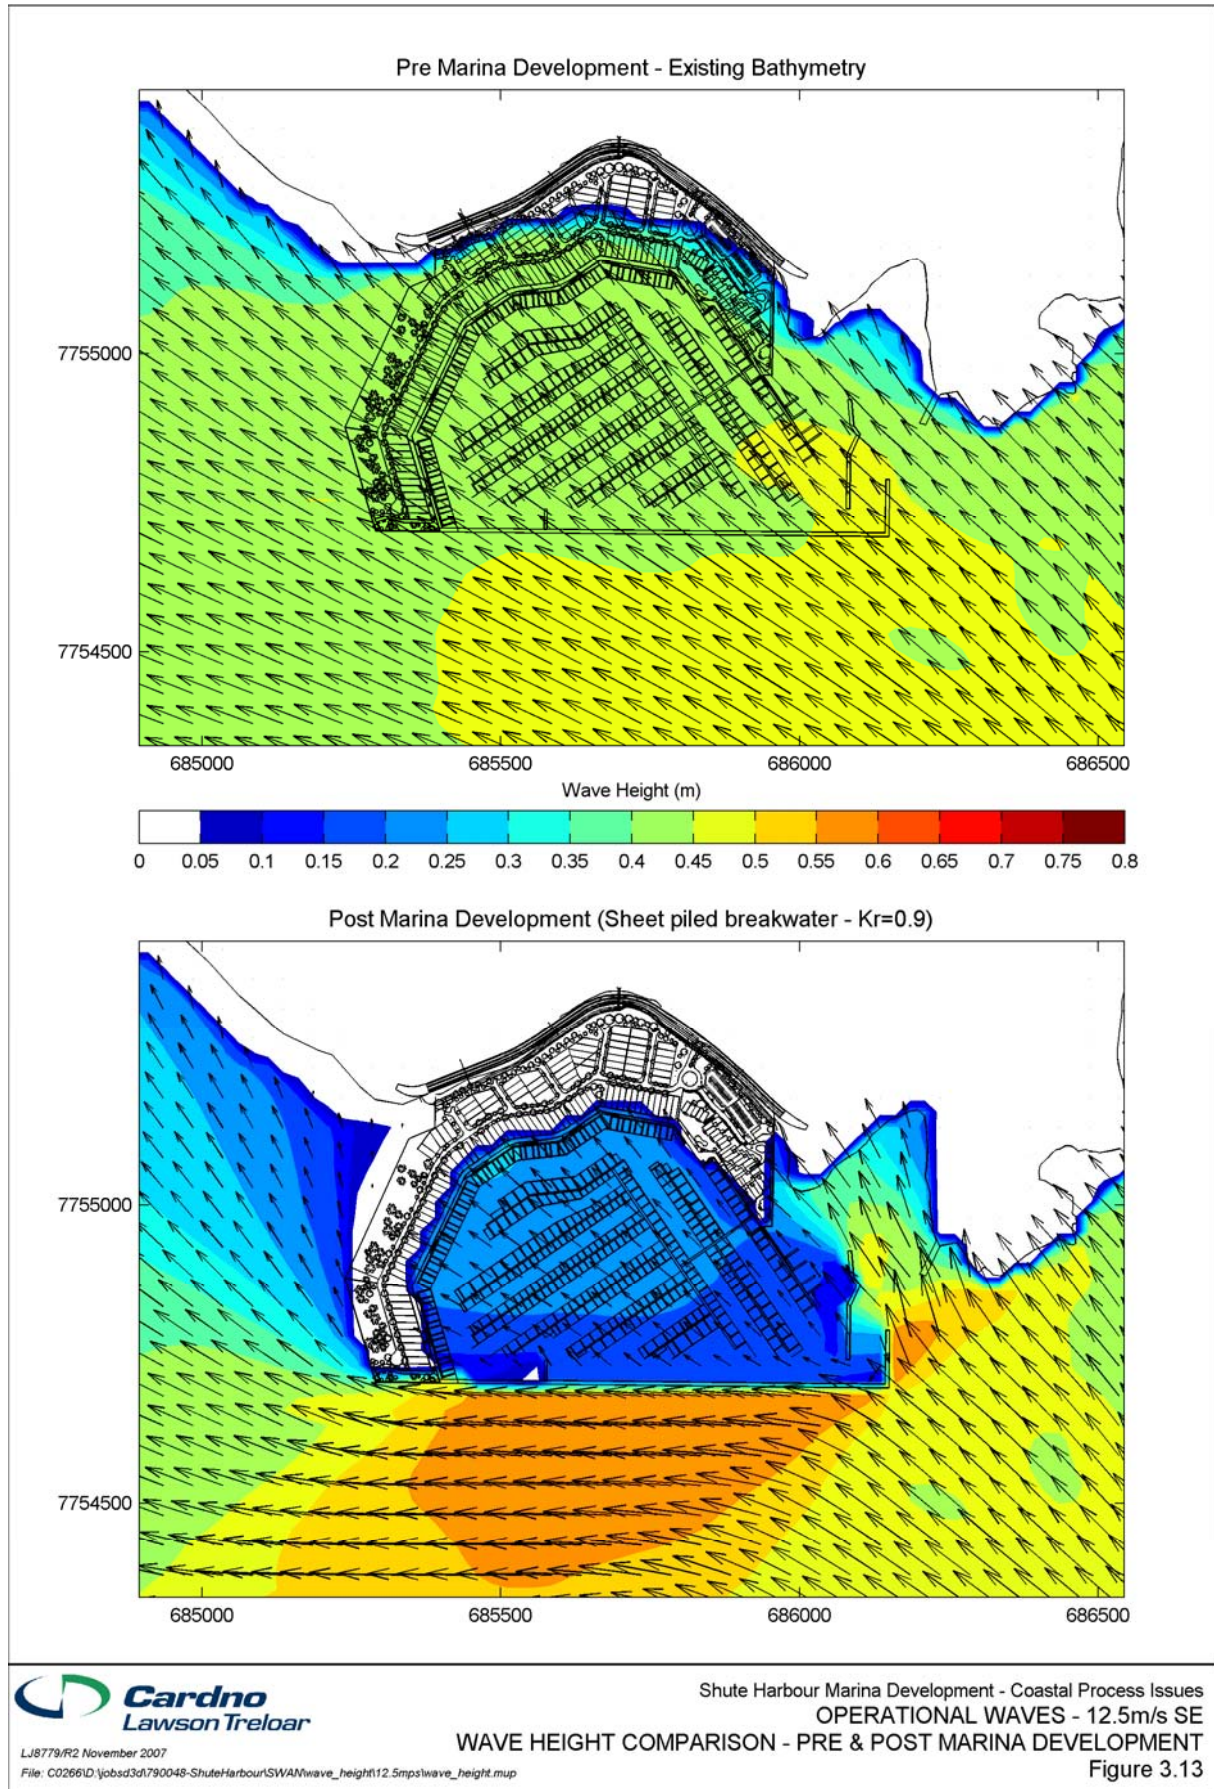 Pre Marina Development - Existing Bathymetry
7755000
7754500
685000 685500 686000 686500
Wave Height (m)
0 0.05 0.1 0.15 0.2 0.25 0.3 0.35 0.4 0.45 0.5 0.55 0.6 0.65 0.7 0.75 0.8
Post Marina Development (Sheet piled breakwater - Kr=0.9)
7755000
7754500
685000 685500 686000 686500
Cardno
Lawson Treloar
LJ8779/R2 November 2007
File: C0266\D:\jobsd3d\790048-ShuteHarbour\SWAN\wave_height\12.5mps\wave_height.mup
Shute Harbour Marina Development - Coastal Process Issues
OPERATIONAL WAVES - 12.5m/s SE
WAVE HEIGHT COMPARISON - PRE & POST MARINA DEVELOPMENT
Figure 3.13